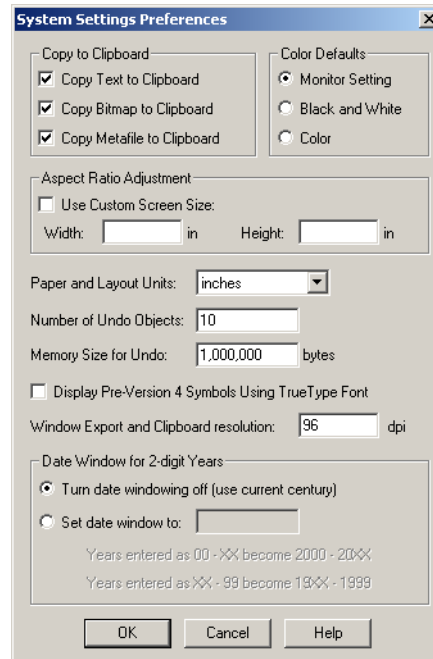 System Settings Preferences
Copy to Clipboard
Copy Text to Clipboard
Copy Bitmap to Clipboard
Copy Metafile to Clipboard
Color Defaults
Monitor Setting
Black and White
Color
Aspect Ratio Adjustment
Use Custom Screen Size:
Width: in Height: in
Paper and Layout Units: inches
Number of Undo Objects: 10
Memory Size for Undo: 1,000,000 bytes
Display Pre-Version 4 Symbols Using TrueType Font
Window Export and Clipboard resolution: 96 dpi
Date Window for 2-digit Years
Turn date windowing off (use current century)
Set date window to:
Years entered as 00 - XX become 2000 - 20XX
Years entered as XX - 99 become 19XX - 1999
OK Cancel Help